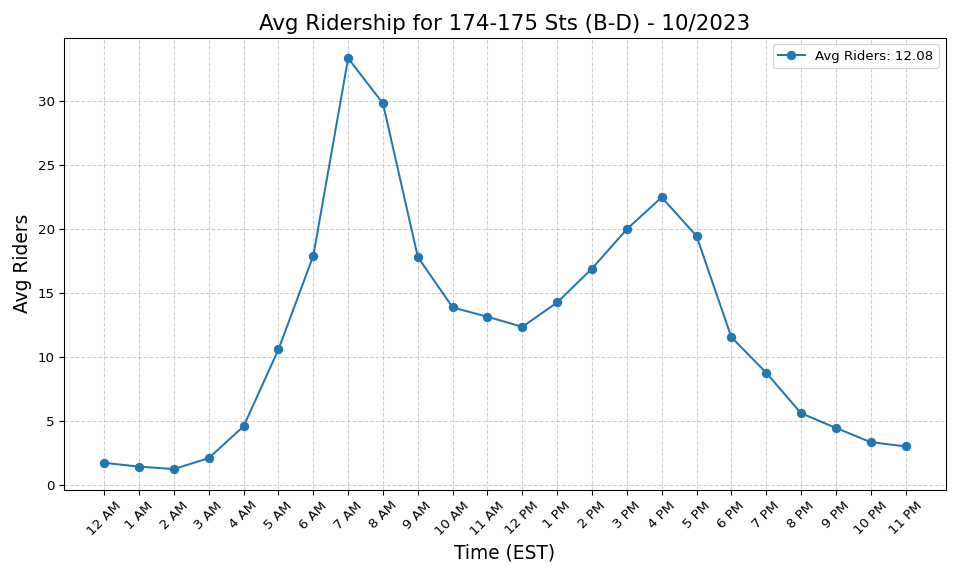 Avg Ridership for 174-175 Sts (B-D) - 10/2023
Avg Riders: 12.08
Avg Riders
30
25
20
15
10
5
0
12 AM
1 AM
2 AM
3 AM
4 AM
5 AM
6 AM
7 AM
8 AM
9 AM
10 AM
11 AM
12 PM
1 PM
2 PM
3 PM
4 PM
5 PM
6 PM
7 PM
8 PM
9 PM
10 PM
11 PM
Time (EST)